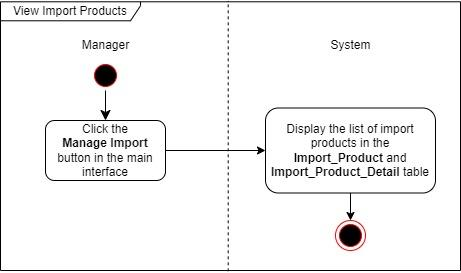 View Import Products
Manager
System
Click the
Manage Import
button in the main
interface
Display the list of import
products in the
Import_Product and
Import_Product_Detail table